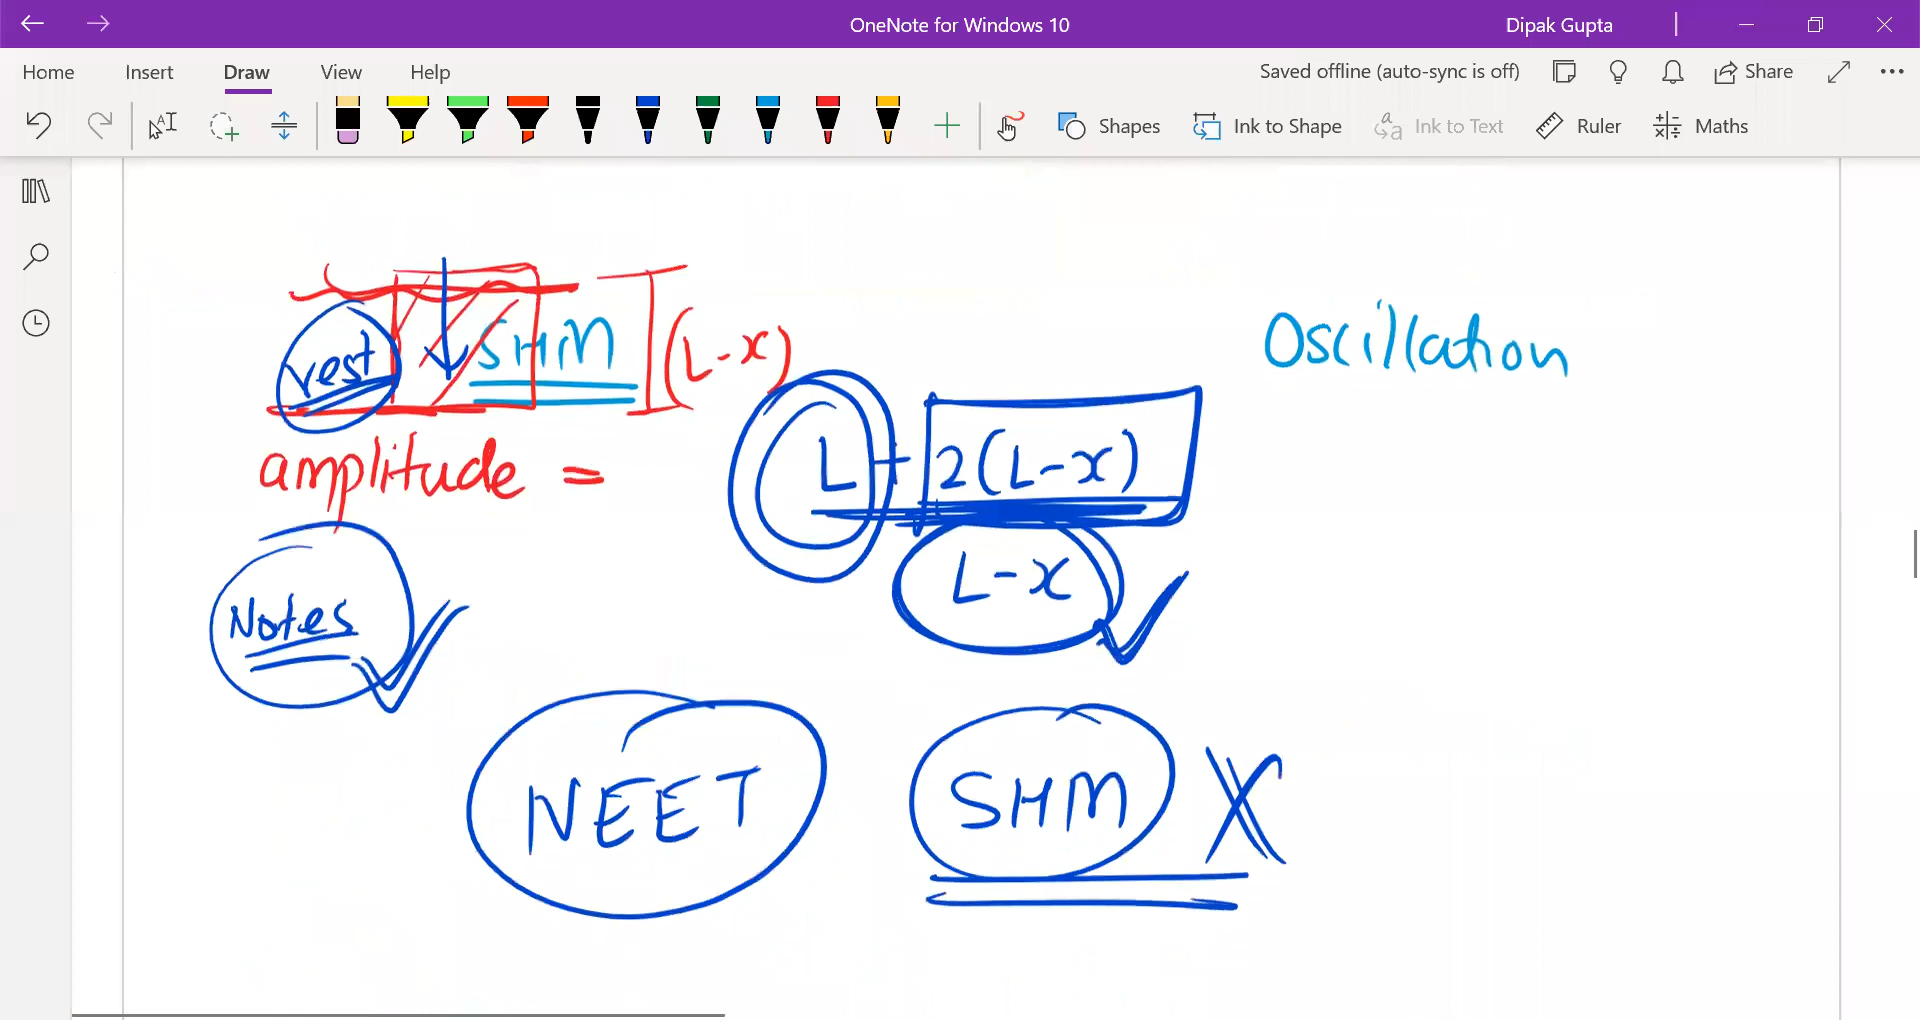 OneNote for Windows 10
Dipak Gupta
Home Insert Draw View Help
Saved offline (auto-sync is off)
Share
Shapes
Ink to Shape
Ink to Text
Ruler
Maths
rest
SHM
(L-x)
Oscillation
amplitude =
L + 2(L-x)
L-x
Notes
NEET
SHM X